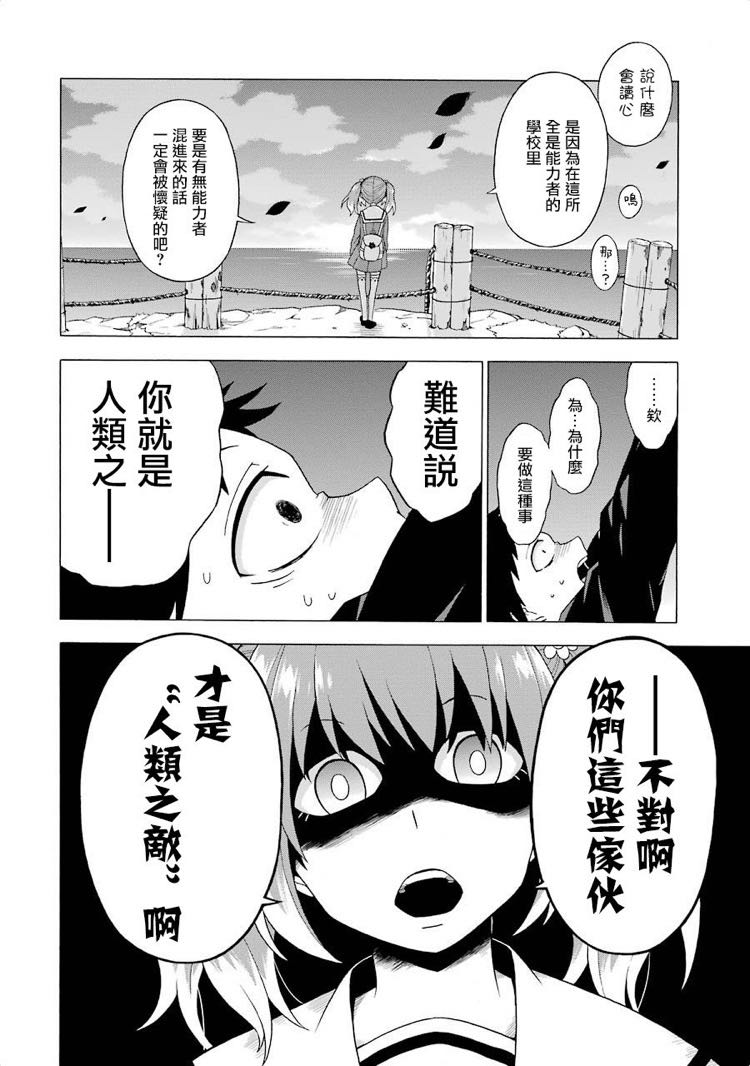 說什麼
會讀心
是因為在這所
全是能力者的
學校里
嗚
那…?
要是有無能力者
混進來的話
一定會被懷疑的吧?
……欸
為…為什麼
要做這種事
難道說
你就是
人類之——
——不對啊
你們這些傢伙
才是
“人類之敵”啊